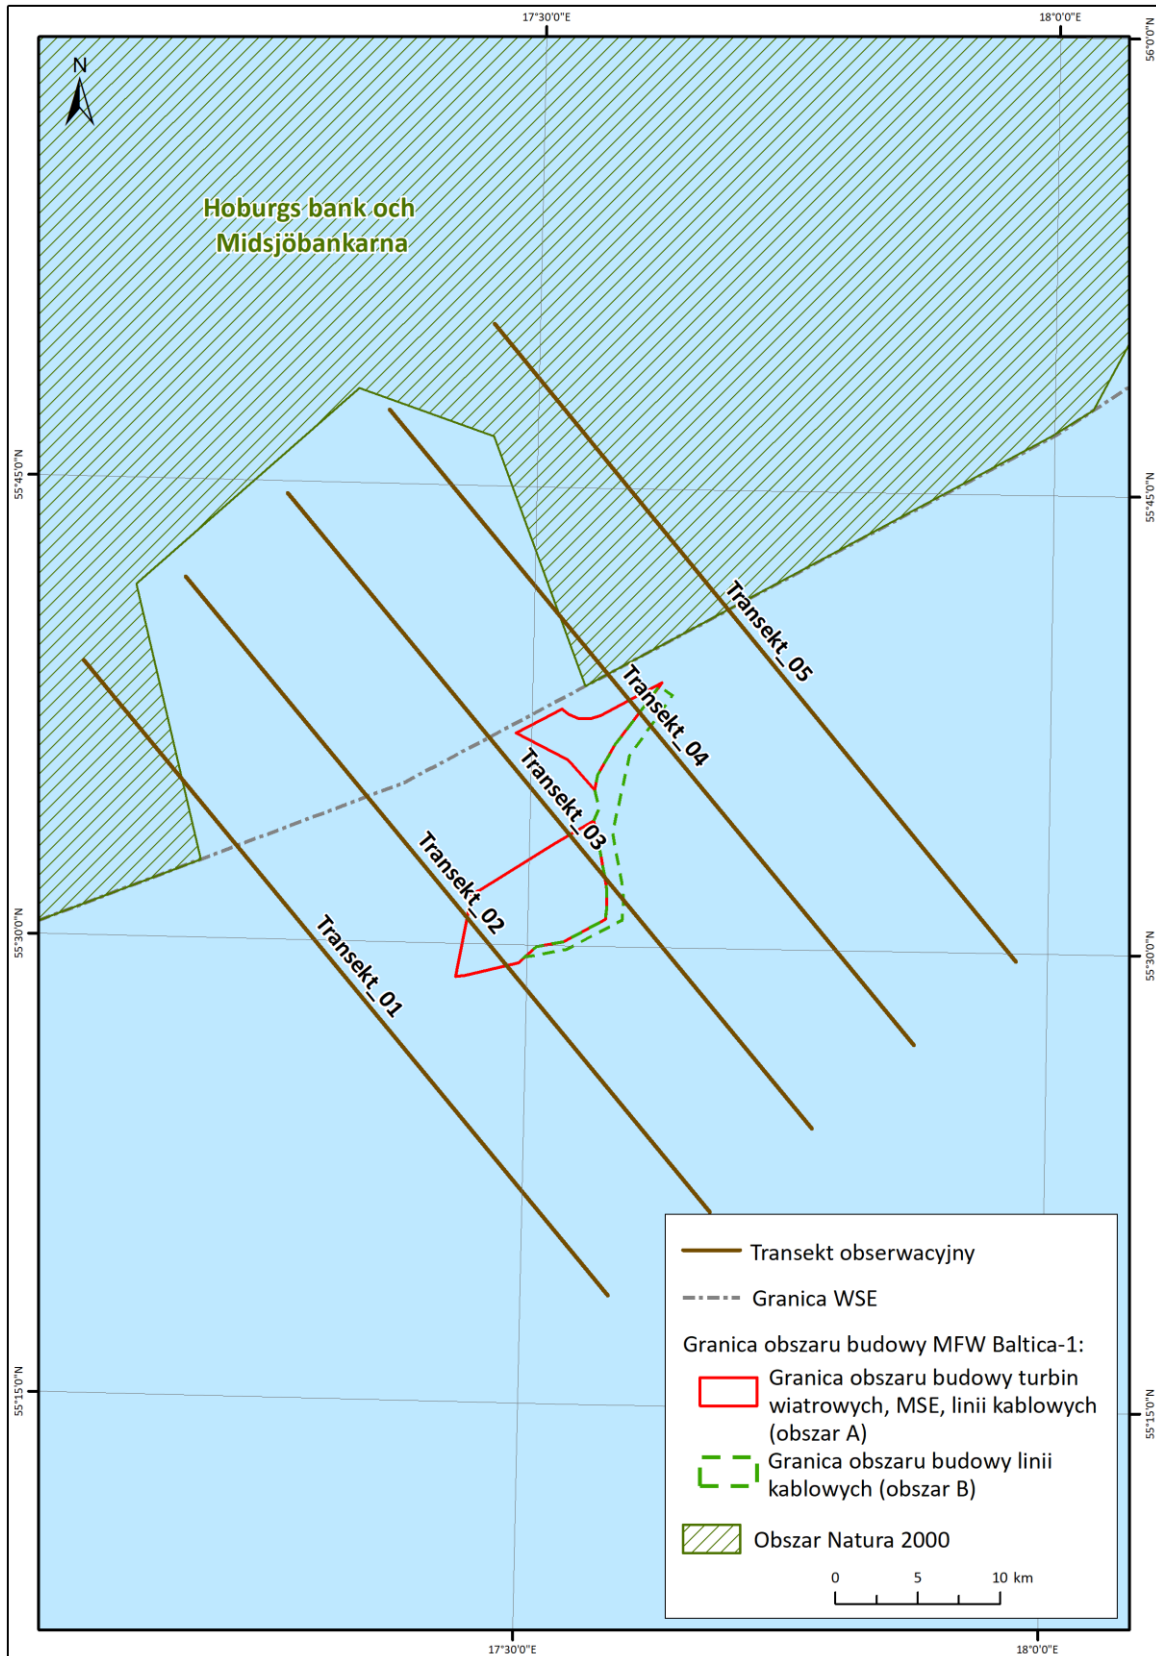 17°30'0"E
18°0'0"E
56°0'0"N
N
Hoburgs bank och
Midsjöbankarna
55°45'0"N
55°45'0"N
Transekt_05
Transekt_04
Transekt_03
Transekt_02
Transekt_01
55°30'0"N
55°30'0"N
Transekt obserwacyjny
Granica WSE
Granica obszaru budowy MFW Baltica-1:
Granica obszaru budowy turbin
wiatrowych, MSE, linii kablowych
(obszar A)
Granica obszaru budowy linii
kablowych (obszar B)
Obszar Natura 2000
0 5 10 km
55°15'0"N
55°15'0"N
17°30'0"E
18°0'0"E